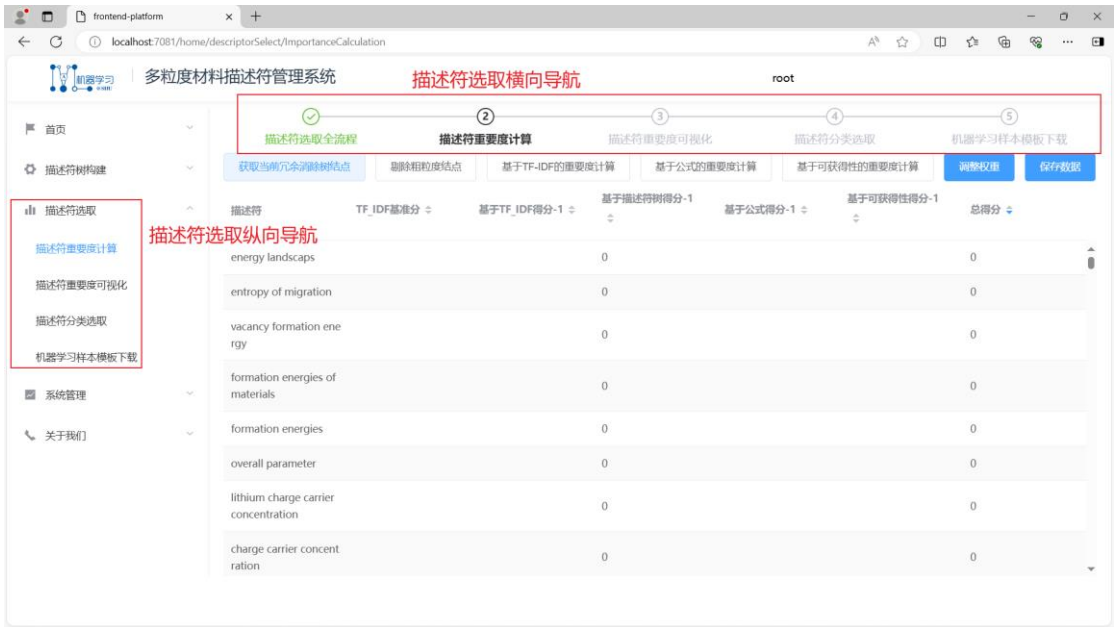 frontend-platform
localhost:7081/home/descriptorSelect/ImportanceCalculation
机器学习
多粒度材料描述符管理系统
描述符选取横向导航
root
首页
描述符树构建
描述符选取
描述符重要度计算
描述符重要度可视化
描述符分类选取
机器学习样本模板下载
系统管理
关于我们
描述符选取纵向导航
描述符选取全流程
2
描述符重要度计算
3
描述符重要度可视化
4
描述符分类选取
5
机器学习样本模板下载
获取当前冗余消除树结点
剔除粗粒度结点
基于TF-IDF的重要度计算
基于公式的重要度计算
基于可获得性的重要度计算
调整权重
保存数据
描述符
TF_IDF基准分
基于TF_IDF得分-1
基于描述符树得分-1
基于公式得分-1
基于可获得性得分-1
总得分
energy landscaps 0 0
entropy of migration 0 0
vacancy formation ene
rgy
0 0
formation energies of
materials
0 0
formation energies 0 0
overall parameter 0 0
lithium charge carrier
concentration
0 0
charge carrier concent
ration
0 0